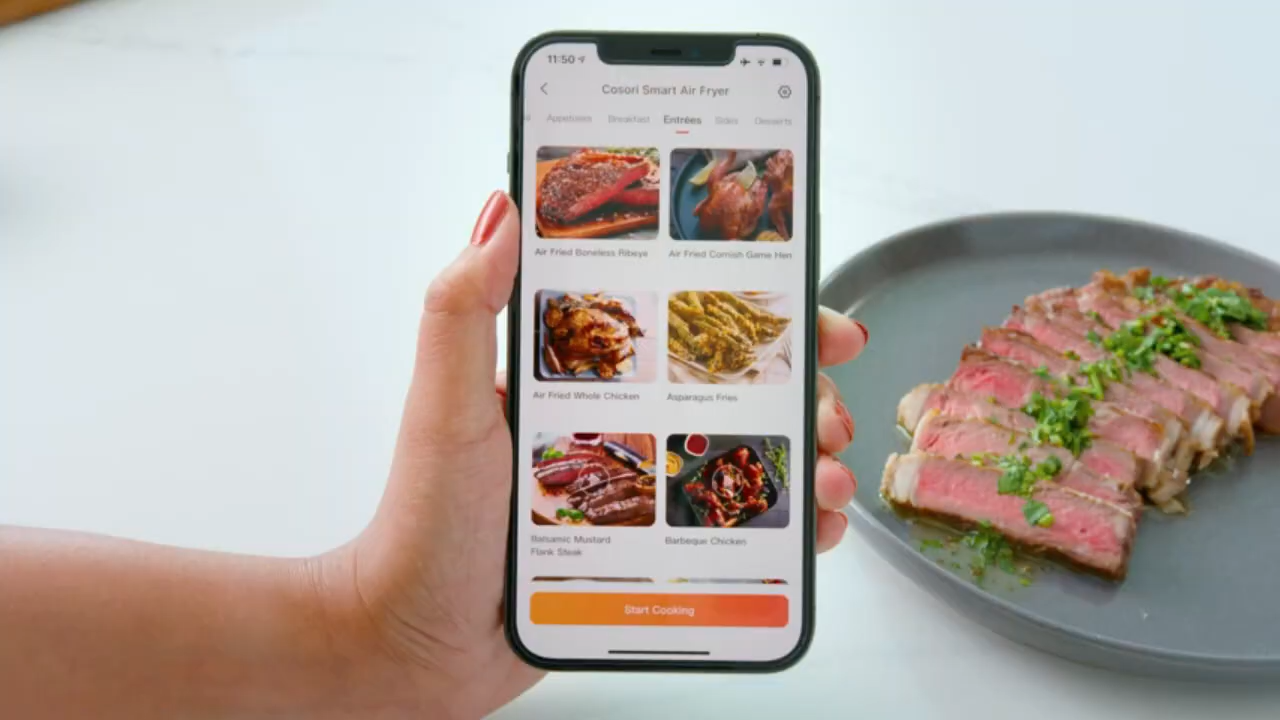 11:50
Cosori Smart Air Fryer
Appetizers Breakfast Entrées Sides Desserts
Air Fried Boneless Ribeye
Air Fried Cornish Game Hen
Air Fried Whole Chicken
Asparagus Fries
Balsamic Mustard
Flank Steak
Barbeque Chicken
Start Cooking